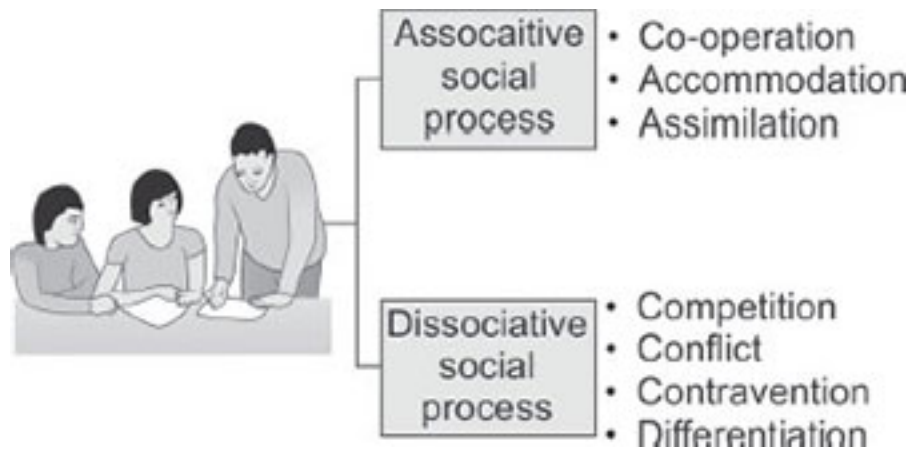 Assocaitive
social
process
• Co-operation
• Accommodation
• Assimilation
Dissociative
social
process
• Competition
• Conflict
• Contravention
• Differentiation